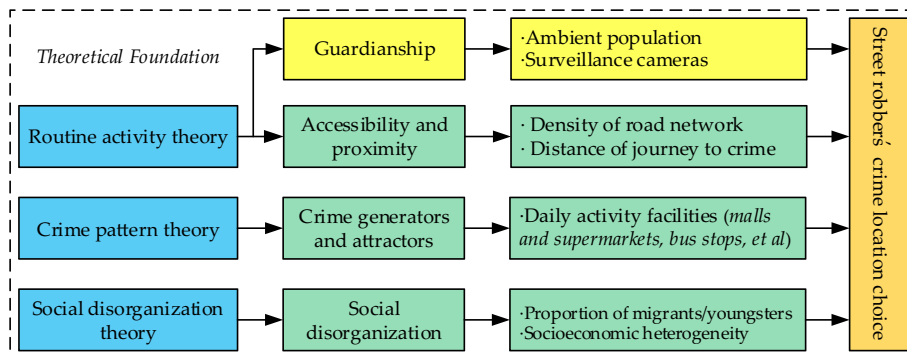 Theoretical Foundation
Guardianship
·Ambient population
·Surveillance cameras
Routine activity theory
Accessibility and
proximity
· Density of road network
· Distance of journey to crime
Crime pattern theory
Crime generators
and attractors
·Daily activity facilities (malls
and supermarkets, bus stops, et al)
Social disorganization
theory
Social
disorganization
·Proportion of migrants/youngsters
·Socioeconomic heterogeneity
Street robbers′ crime location choice